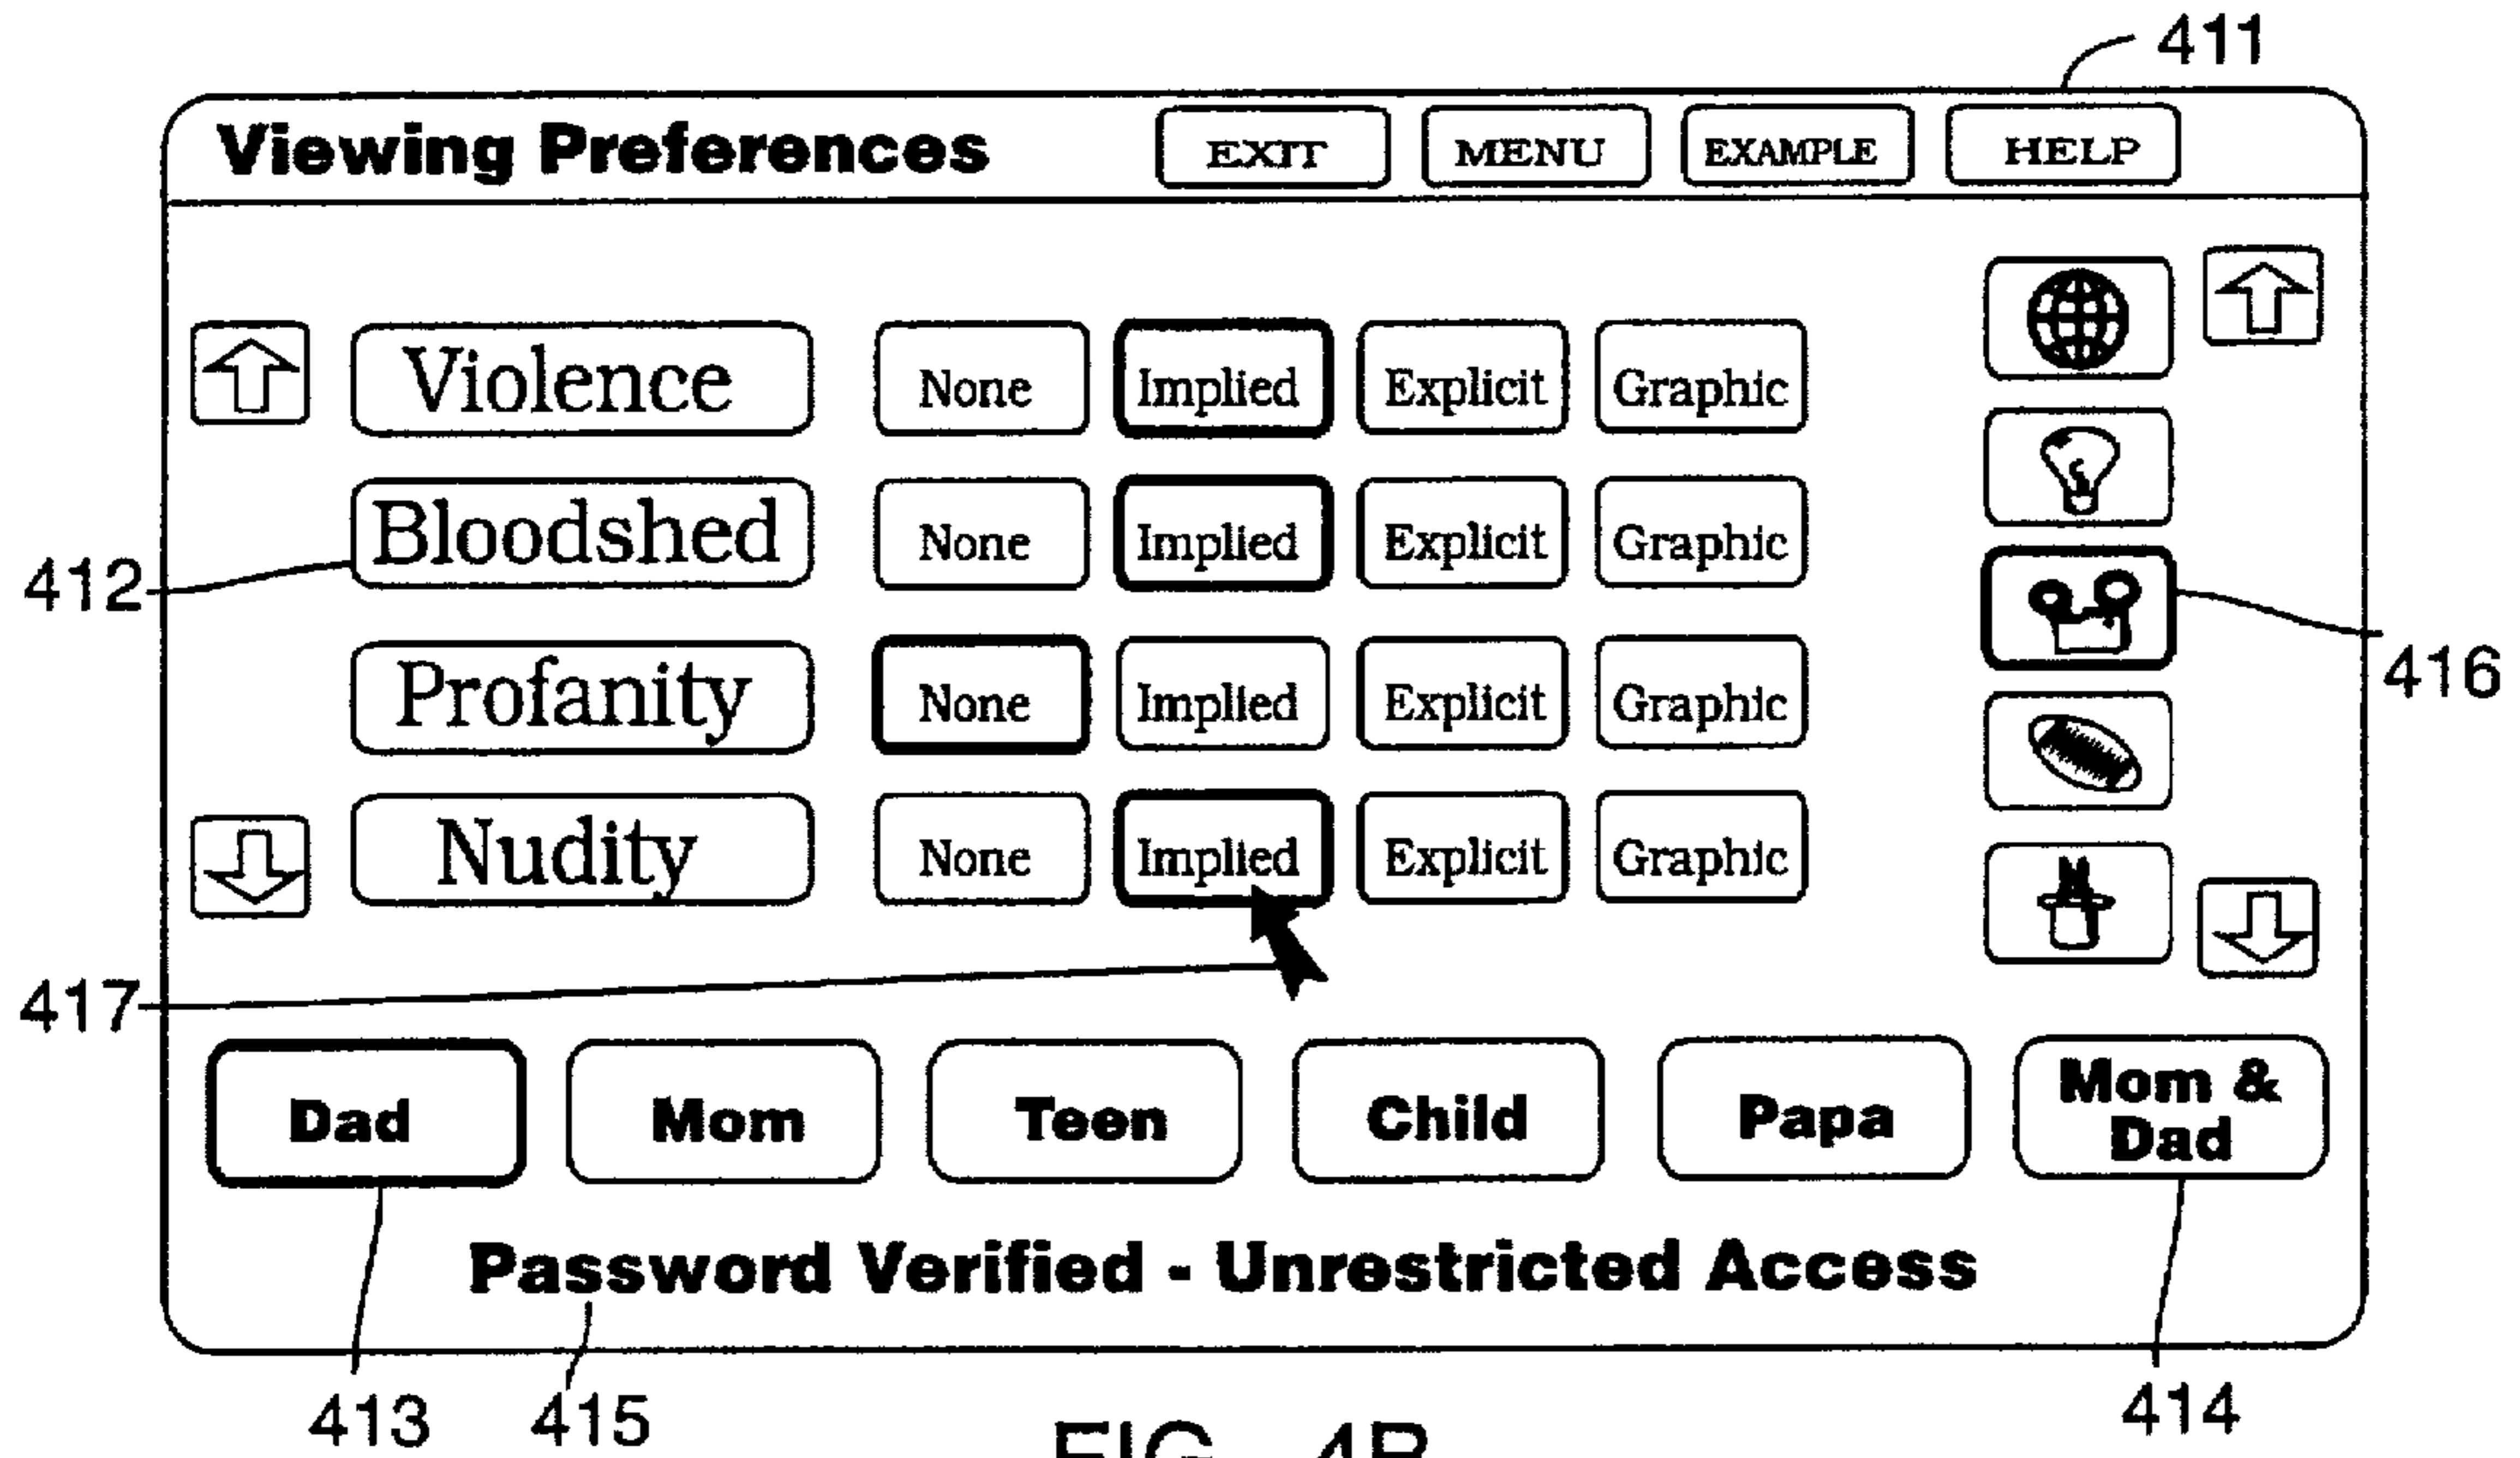 411
Viewing Preferences EXIT MENU EXAMPLE HELP
Violence None Implied Explicit Graphic
Bloodshed None Implied Explicit Graphic
412
416
Profanity None Implied Explicit Graphic
Nudity None Implied Explicit Graphic
417
Dad Mom Teen Child Papa Mom &
Dad
Password Verified - Unrestricted Access
413 415 414
FIG. 4B